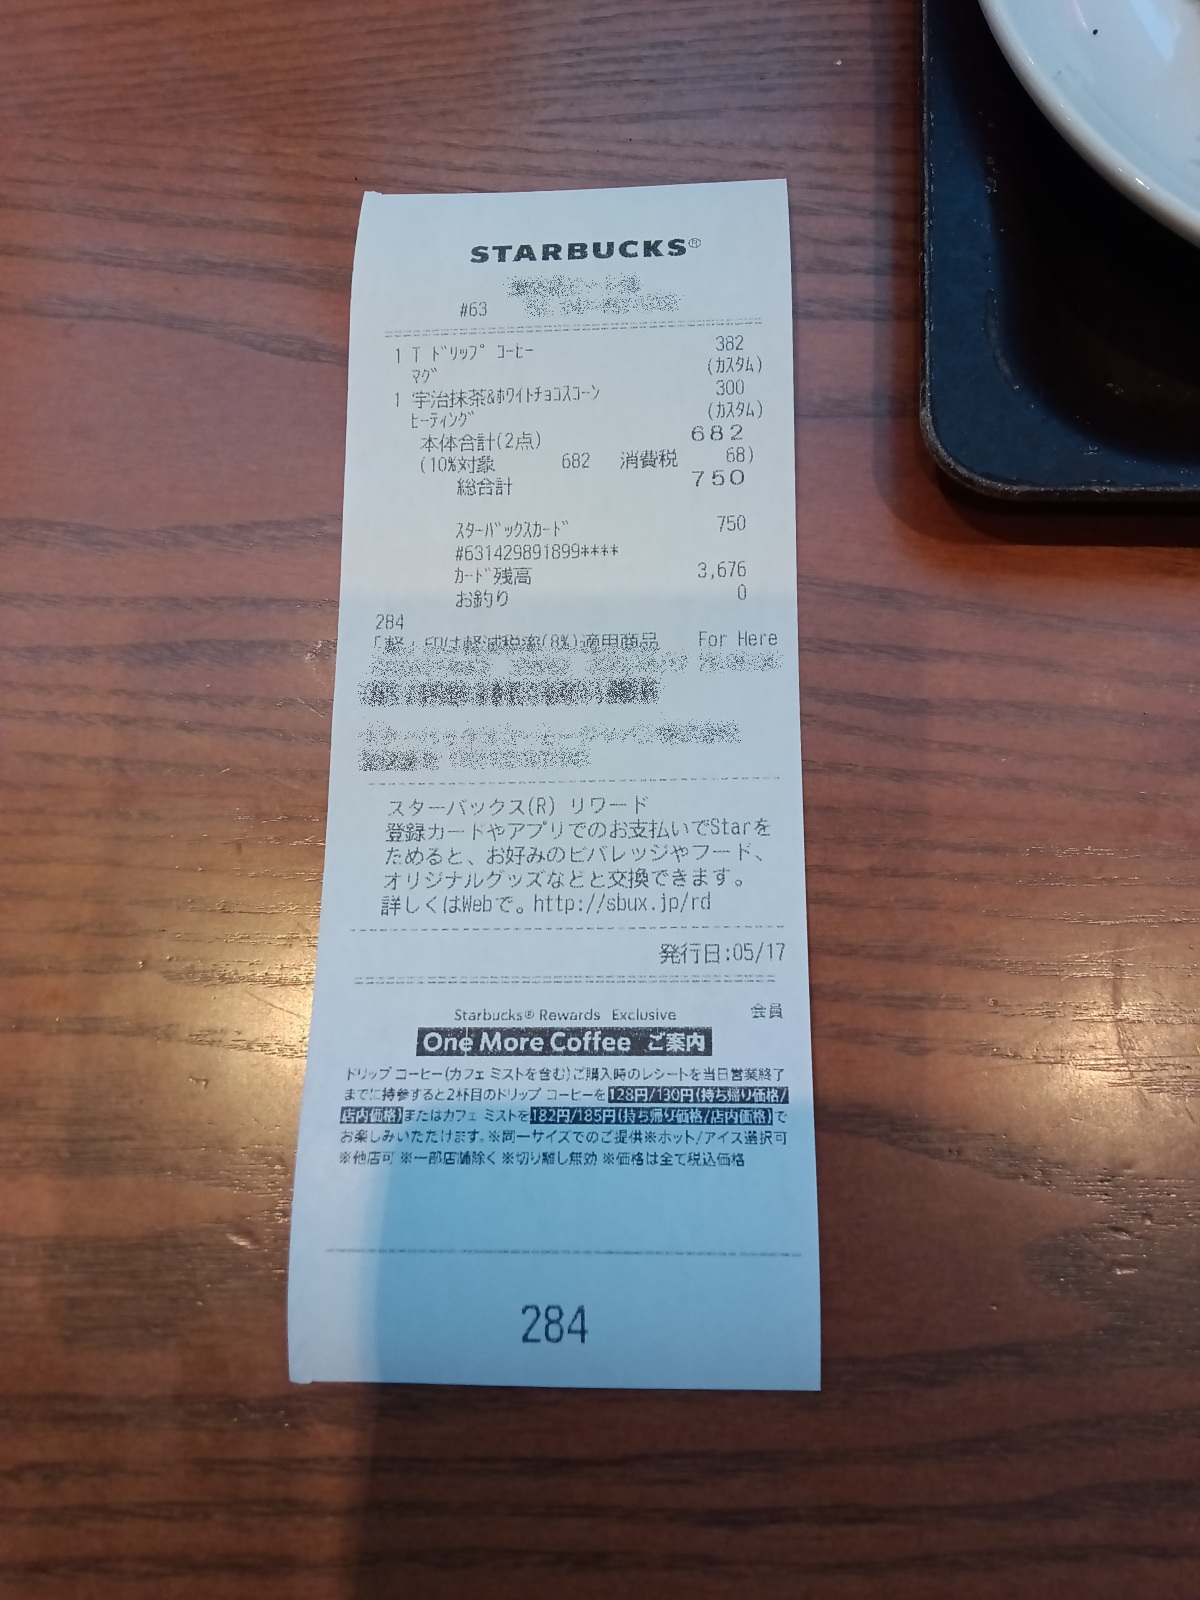 STARBUCKS®
#63
1 T ﾄﾞﾘｯﾌﾟ ｺｰﾋｰ 382
ﾏｸﾞ (ｶｽﾀﾑ)
1 宇治抹茶&ﾎﾜｲﾄﾁｮｺｽｺｰﾝ 300
ﾋｰﾃｨﾝｸﾞ (ｶｽﾀﾑ)
本体合計(2点) 682
(10%対象 682 消費税 68)
総合計 750
ｽﾀｰﾊﾞｯｸｽｶｰﾄﾞ 750
#631429891899****
ｶｰﾄﾞ残高 3,676
お釣り 0
284
「軽」印は軽減税率(8%)適用商品 For Here
スターバックス(R) リワード
登録カードやアプリでのお支払いでStarを
ためると、お好みのビバレッジやフード、
オリジナルグッズなどと交換できます。
詳しくはWebで。http://sbux.jp/rd
発行日:05/17
Starbucks® Rewards Exclusive 会員
One More Coffee ご案内
ドリップ コーヒー(カフェ ミストを含む)ご購入時のレシートを当日営業終了
までに持参すると2杯目のドリップ コーヒーを128円/130円(持ち帰り価格/
店内価格)またはカフェ ミストを182円/185円(持ち帰り価格/店内価格)で
お楽しみいただけます。※同一サイズでのご提供※ホット/アイス選択可
※他店可 ※一部店舗除く ※切り離し無効 ※価格は全て税込価格
284